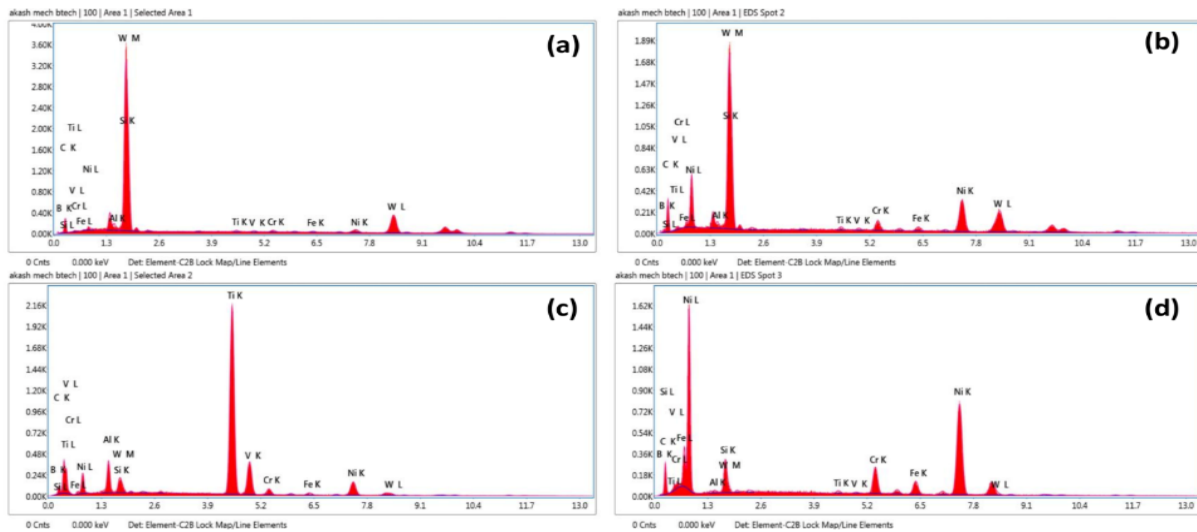 akash mech btech | 100 | Area 1 | Selected Area 1
4.00K
3.60K
3.20K
2.80K
2.40K
2.00K
1.60K
1.20K
0.80K
0.40K
0.00K
W M
(a)
Si K
Ti L
C K
Ni L
V L
B K
Cr L
Si L
Fe L
Al K
Ti K
V K
Cr K
Fe K
Ni K
W L
0.0 1.3 2.6 3.9 5.2 6.5 7.8 9.1 10.4 11.7 13.0
0 Cnts 0.000 keV Det: Element-C2B Lock Map/Line Elements
akash mech btech | 100 | Area 1 | EDS Spot 2
1.89K
1.68K
1.47K
1.26K
1.05K
0.84K
0.63K
0.42K
0.21K
0.00K
W M
(b)
Cr L
Si K
V L
C K
Ni L
Ti L
B K
Fe L
Si L
Al K
Ti K
V K
Cr K
Fe K
Ni K
W L
0.0 1.3 2.6 3.9 5.2 6.5 7.8 9.1 10.4 11.7 13.0
0 Cnts 0.000 keV Det: Element-C2B Lock Map/Line Elements
akash mech btech | 100 | Area 1 | Selected Area 2
2.16K
1.92K
1.68K
1.44K
1.20K
0.96K
0.72K
0.48K
0.24K
0.00K
Ti K
(c)
V L
C K
Cr L
Ti L
Al K
W M
B K
Ni L
Si K
Fe
V K
Cr K
Fe K
Ni K
W L
0.0 1.3 2.6 3.9 5.2 6.5 7.8 9.1 10.4 11.7 13.0
0 Cnts 0.000 keV Det: Element-C2B Lock Map/Line Elements
akash mech btech | 100 | Area 1 | EDS Spot 3
1.62K
1.44K
1.26K
1.08K
0.90K
0.72K
0.54K
0.36K
0.18K
0.00K
Ni L
(d)
Si L
V L
C K
Fe L
B K
Cr L
Ti L
Si K
W M
Al K
Ti K
V K
Cr K
Fe K
Ni K
W L
0.0 1.3 2.6 3.9 5.2 6.5 7.8 9.1 10.4 11.7 13.0
0 Cnts 0.000 keV Det: Element-C2B Lock Map/Line Elements